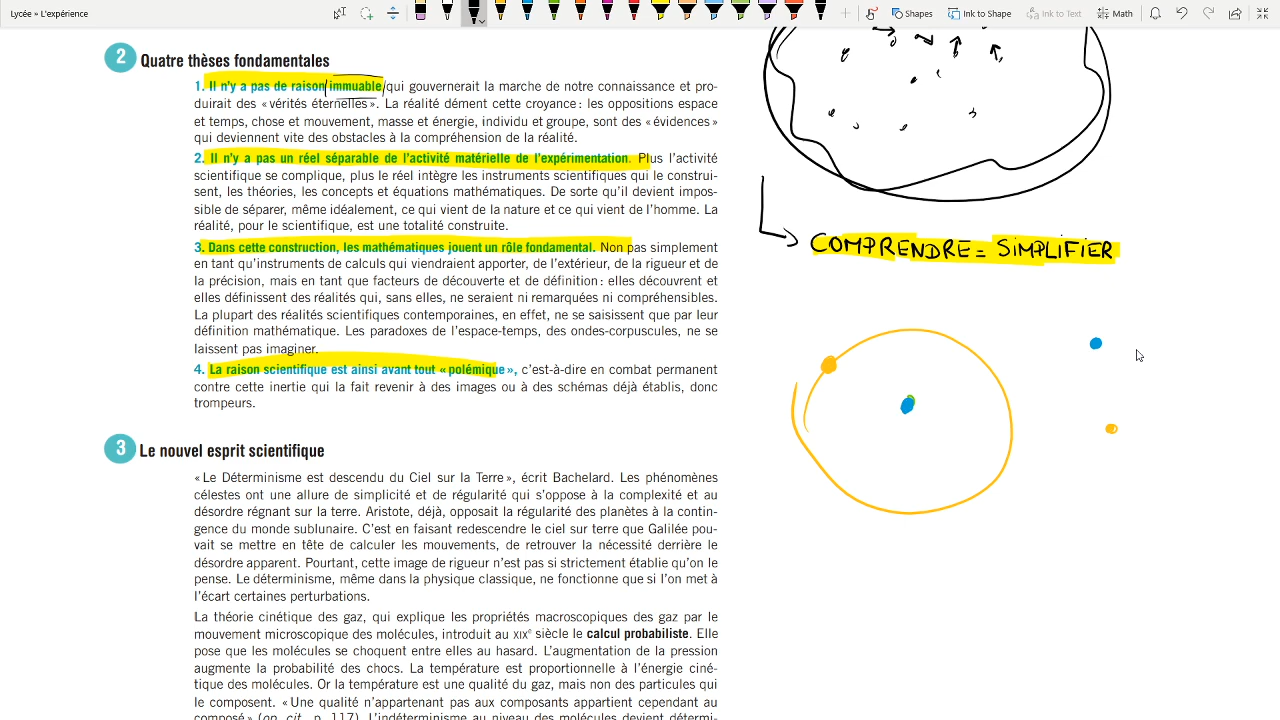 Lycée » L'expérience
Shapes
Ink to Shape
Ink to Text
Math
2 Quatre thèses fondamentales
1. Il n'y a pas de raison immuable qui gouvernerait la marche de notre connaissance et pro-
duirait des « vérités éternelles ». La réalité dément cette croyance : les oppositions espace
et temps, chose et mouvement, masse et énergie, individu et groupe, sont des « évidences »
qui deviennent vite des obstacles à la compréhension de la réalité.
2. Il n'y a pas un réel séparable de l'activité matérielle de l'expérimentation. Plus l'activité
scientifique se complique, plus le réel intègre les instruments scientifiques qui le construi-
sent, les théories, les concepts et équations mathématiques. De sorte qu'il devient impos-
sible de séparer, même idéalement, ce qui vient de la nature et ce qui vient de l'homme. La
réalité, pour le scientifique, est une totalité construite.
3. Dans cette construction, les mathématiques jouent un rôle fondamental. Non pas simplement
en tant qu'instruments de calculs qui viendraient apporter, de l'extérieur, de la rigueur et de
la précision, mais en tant que facteurs de découverte et de définition : elles découvrent et
elles définissent des réalités qui, sans elles, ne seraient ni remarquées ni compréhensibles.
La plupart des réalités scientifiques contemporaines, en effet, ne se saisissent que par leur
définition mathématique. Les paradoxes de l'espace-temps, des ondes-corpuscules, ne se
laissent pas imaginer.
4. La raison scientifique est ainsi avant tout « polémique », c'est-à-dire en combat permanent
contre cette inertie qui la fait revenir à des images ou à des schémas déjà établis, donc
trompeurs.
COMPRENDRE = SIMPLIFIER
3 Le nouvel esprit scientifique
« Le Déterminisme est descendu du Ciel sur la Terre », écrit Bachelard. Les phénomènes
célestes ont une allure de simplicité et de régularité qui s'oppose à la complexité et au
désordre régnant sur la terre. Aristote, déjà, opposait la régularité des planètes à la contin-
gence du monde sublunaire. C'est en faisant redescendre le ciel sur terre que Galilée pou-
vait se mettre en tête de calculer les mouvements, de retrouver la nécessité derrière le
désordre apparent. Pourtant, cette image de rigueur n'est pas si strictement établie qu'on le
pense. Le déterminisme, même dans la physique classique, ne fonctionne que si l'on met à
l'écart certaines perturbations.
La théorie cinétique des gaz, qui explique les propriétés macroscopiques des gaz par le
mouvement microscopique des molécules, introduit au XIXe siècle le calcul probabiliste. Elle
pose que les molécules se choquent entre elles au hasard. L'augmentation de la pression
augmente la probabilité des chocs. La température est proportionnelle à l'énergie ciné-
tique des molécules. Or la température est une qualité du gaz, mais non des particules qui
le composent. « Une qualité n'appartenant pas aux composants appartient cependant au
composé » (op. cit., p. 117). L'indéterminisme au niveau des molécules devient détermi-